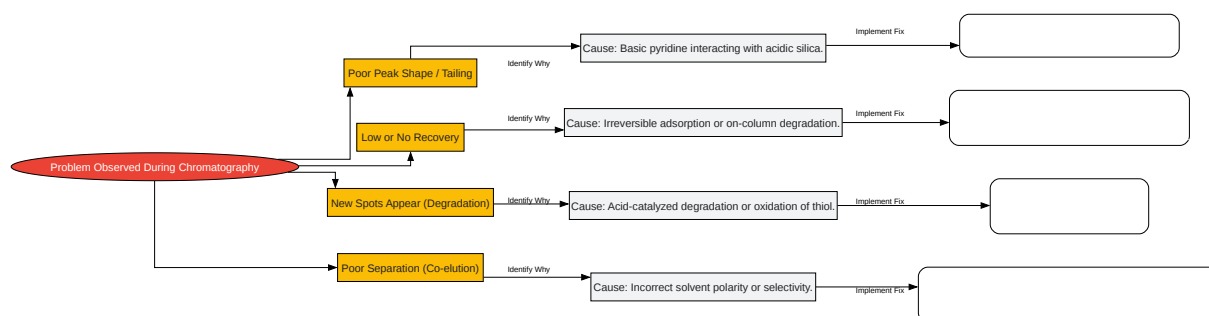 Implement Fix
Cause: Basic pyridine interacting with acidic silica.
Identify Why
Poor Peak Shape / Tailing
Identify Why
Implement Fix
Cause: Irreversible adsorption or on-column degradation.
Low or No Recovery
Problem Observed During Chromatography
New Spots Appear (Degradation)
Identify Why
Cause: Acid-catalyzed degradation or oxidation of thiol.
Implement Fix
Poor Separation (Co-elution)
Identify Why
Cause: Incorrect solvent polarity or selectivity.
Implement Fix